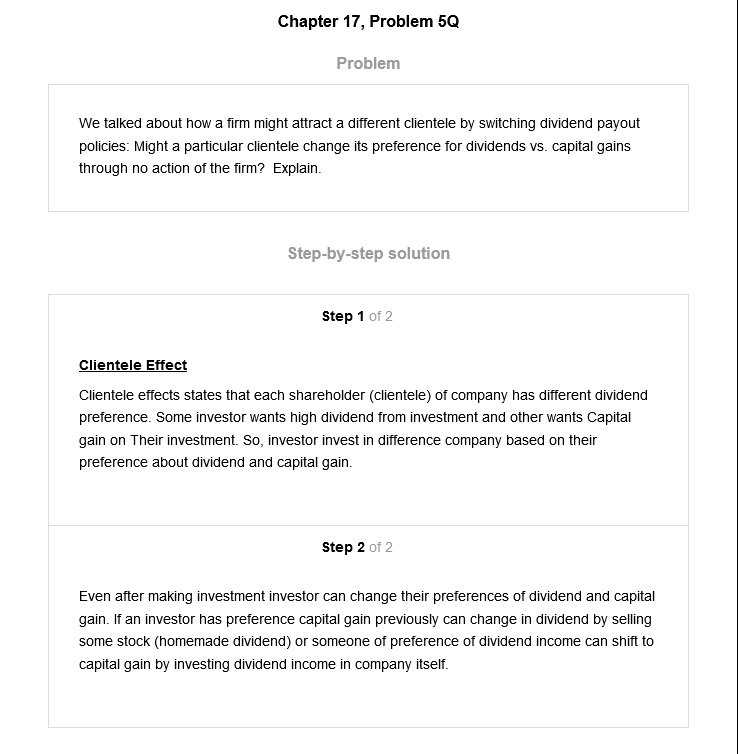 Chapter 17, Problem 5Q
Problem
We talked about how a firm might attract a different clientele by switching dividend payout
policies: Might a particular clientele change its preference for dividends vs. capital gains
through no action of the firm?  Explain.
Step-by-step solution
Step 1 of 2
Clientele Effect
Clientele effects states that each shareholder (clientele) of company has different dividend
preference. Some investor wants high dividend from investment and other wants Capital
gain on Their investment. So, investor invest in difference company based on their
preference about dividend and capital gain.
Step 2 of 2
Even after making investment investor can change their preferences of dividend and capital
gain. If an investor has preference capital gain previously can change in dividend by selling
some stock (homemade dividend) or someone of preference of dividend income can shift to
capital gain by investing dividend income in company itself.